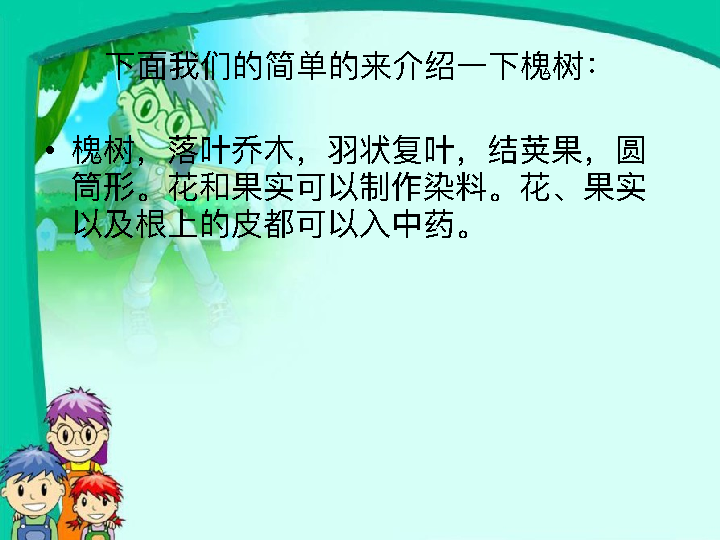 下面我们的简单的来介绍一下槐树：
• 槐树，落叶乔木，羽状复叶，结荚果，圆
筒形。花和果实可以制作染料。花、果实
以及根上的皮都可以入中药。